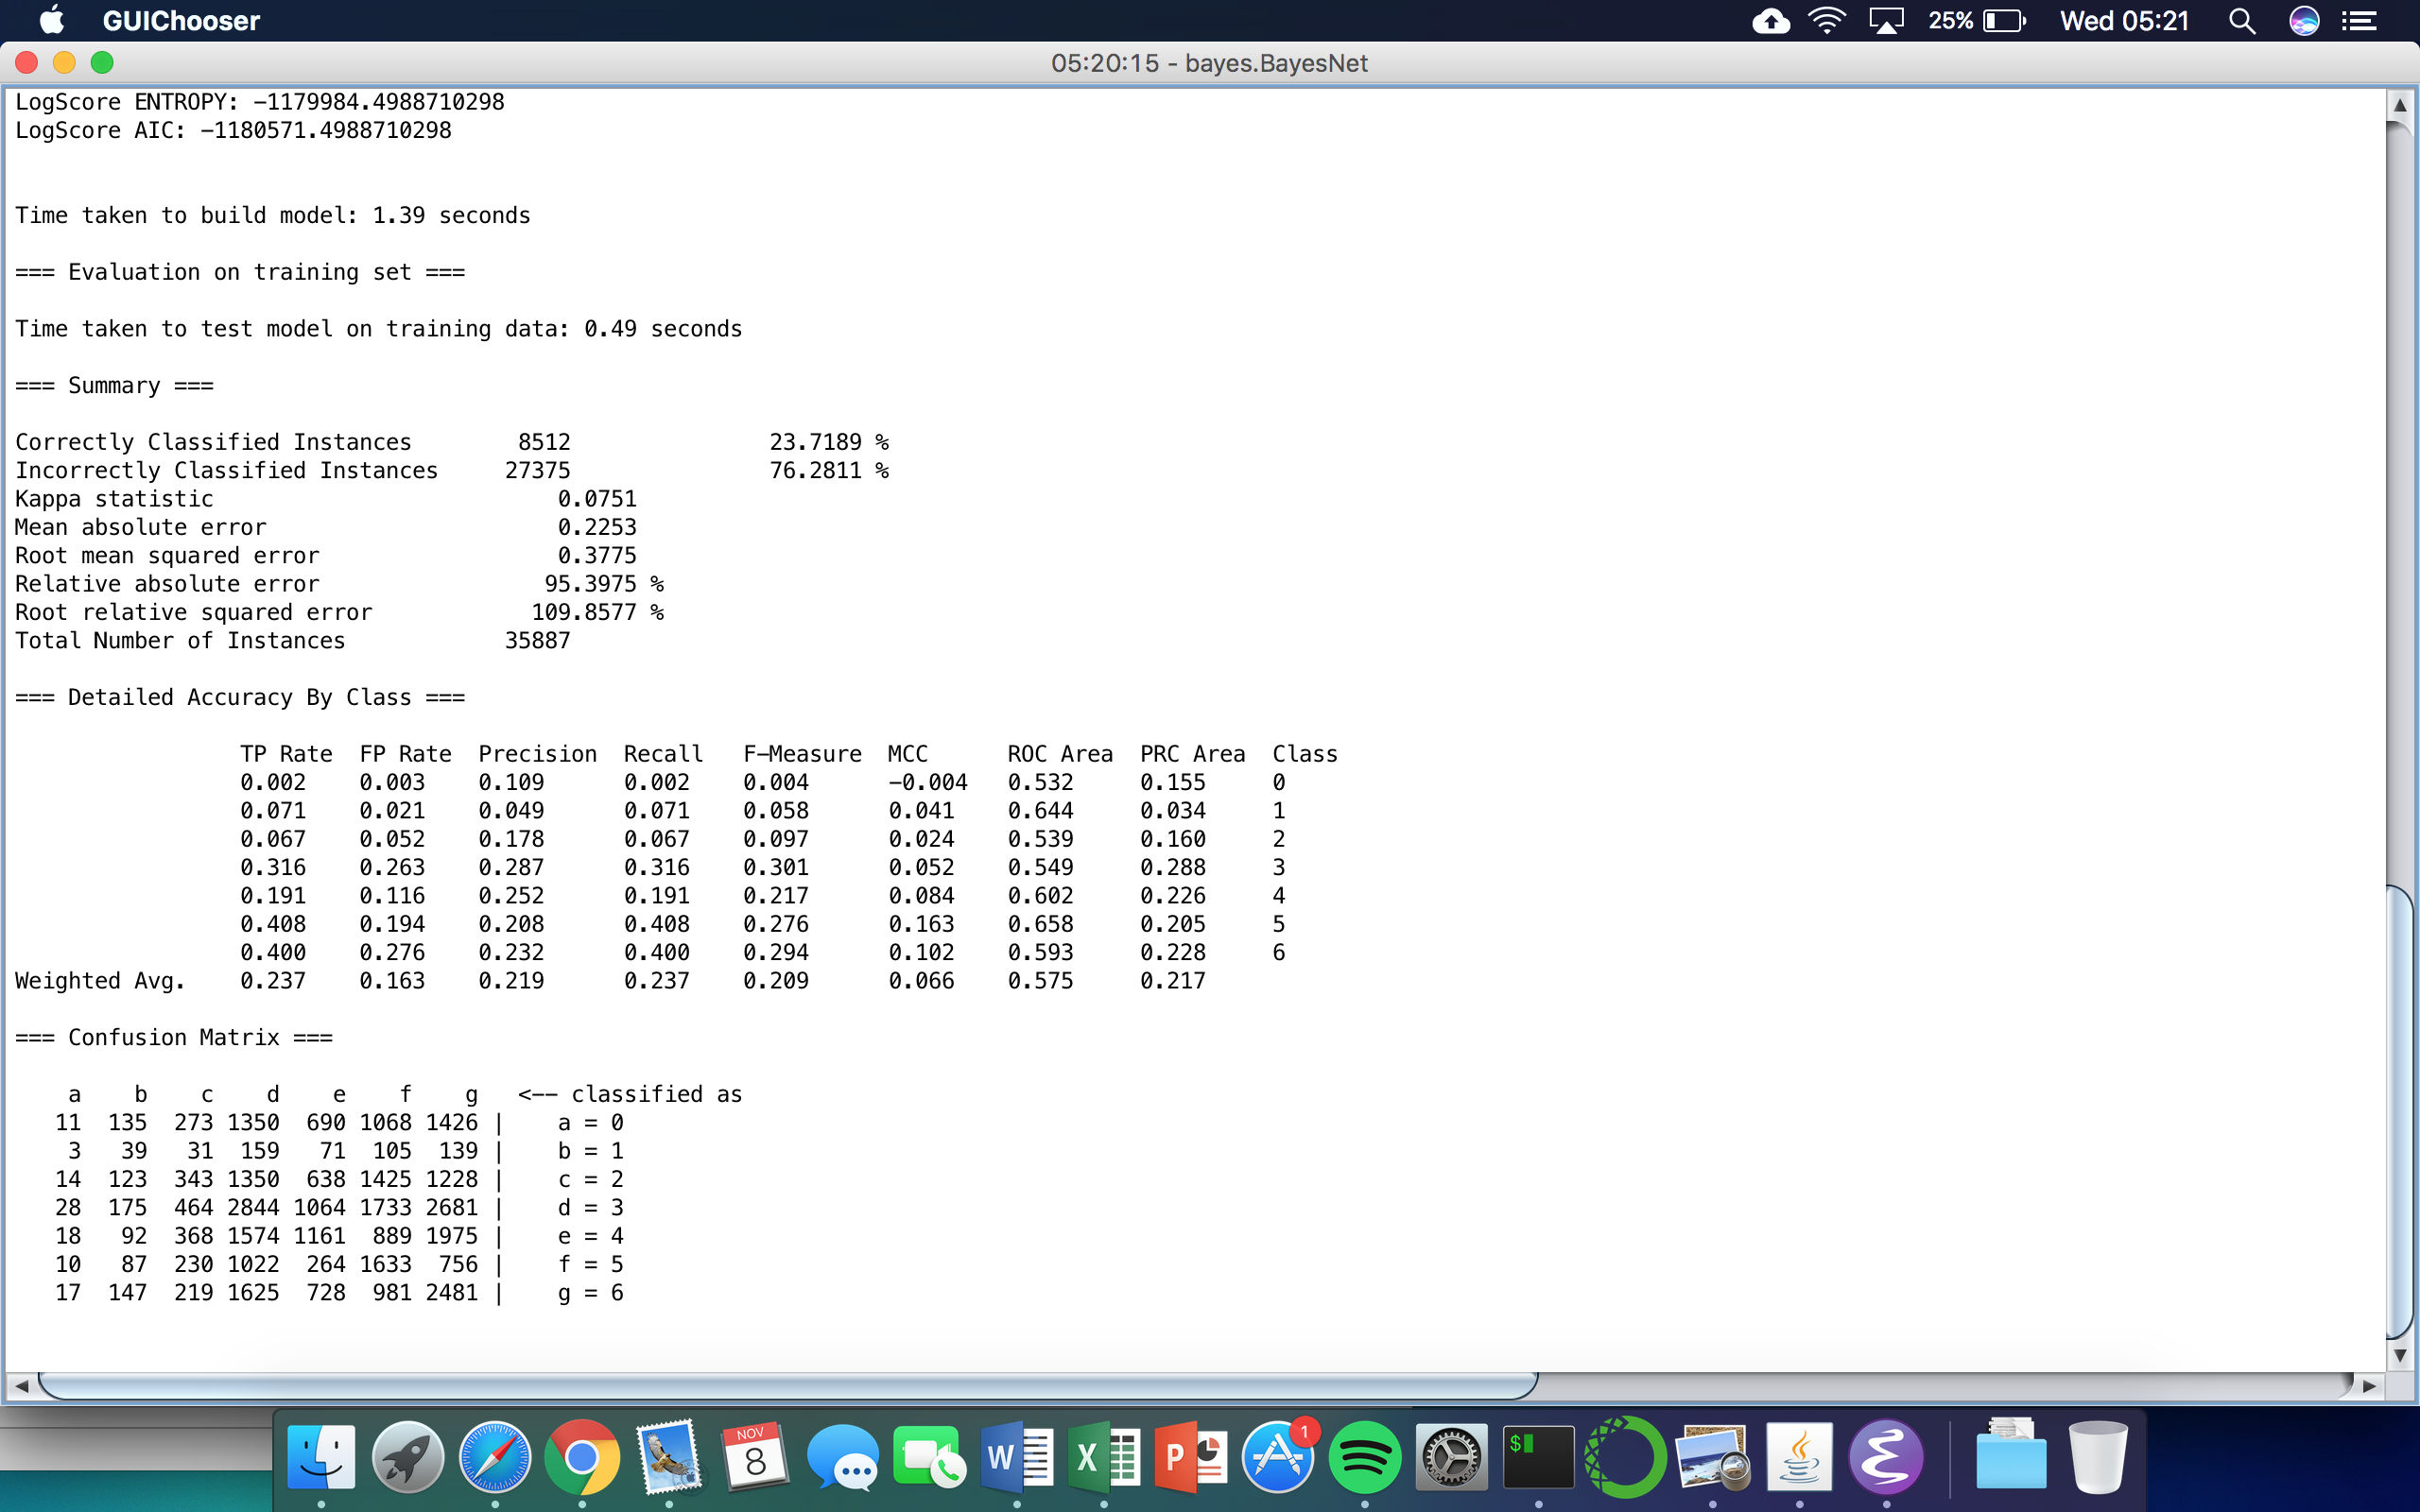 GUIChooser 25% Wed 05:21
05:20:15 - bayes.BayesNet
LogScore ENTROPY: -1179984.4988710298
LogScore AIC: -1180571.4988710298
Time taken to build model: 1.39 seconds
=== Evaluation on training set ===
Time taken to test model on training data: 0.49 seconds
=== Summary ===
Correctly Classified Instances 8512 23.7189 %
Incorrectly Classified Instances 27375 76.2811 %
Kappa statistic 0.0751
Mean absolute error 0.2253
Root mean squared error 0.3775
Relative absolute error 95.3975 %
Root relative squared error 109.8577 %
Total Number of Instances 35887
=== Detailed Accuracy By Class ===
TP Rate FP Rate Precision Recall F-Measure MCC ROC Area PRC Area Class
0.002 0.003 0.109 0.002 0.004 -0.004 0.532 0.155 0
0.071 0.021 0.049 0.071 0.058 0.041 0.644 0.034 1
0.067 0.052 0.178 0.067 0.097 0.024 0.539 0.160 2
0.316 0.263 0.287 0.316 0.301 0.052 0.549 0.288 3
0.191 0.116 0.252 0.191 0.217 0.084 0.602 0.226 4
0.408 0.194 0.208 0.408 0.276 0.163 0.658 0.205 5
0.400 0.276 0.232 0.400 0.294 0.102 0.593 0.228 6
Weighted Avg. 0.237 0.163 0.219 0.237 0.209 0.066 0.575 0.217
=== Confusion Matrix ===
a b c d e f g <-- classified as
11 135 273 1350 690 1068 1426 | a = 0
3 39 31 159 71 105 139 | b = 1
14 123 343 1350 638 1425 1228 | c = 2
28 175 464 2844 1064 1733 2681 | d = 3
18 92 368 1574 1161 889 1975 | e = 4
10 87 230 1022 264 1633 756 | f = 5
17 147 219 1625 728 981 2481 | g = 6
NOV
8
W
X
P
1
$